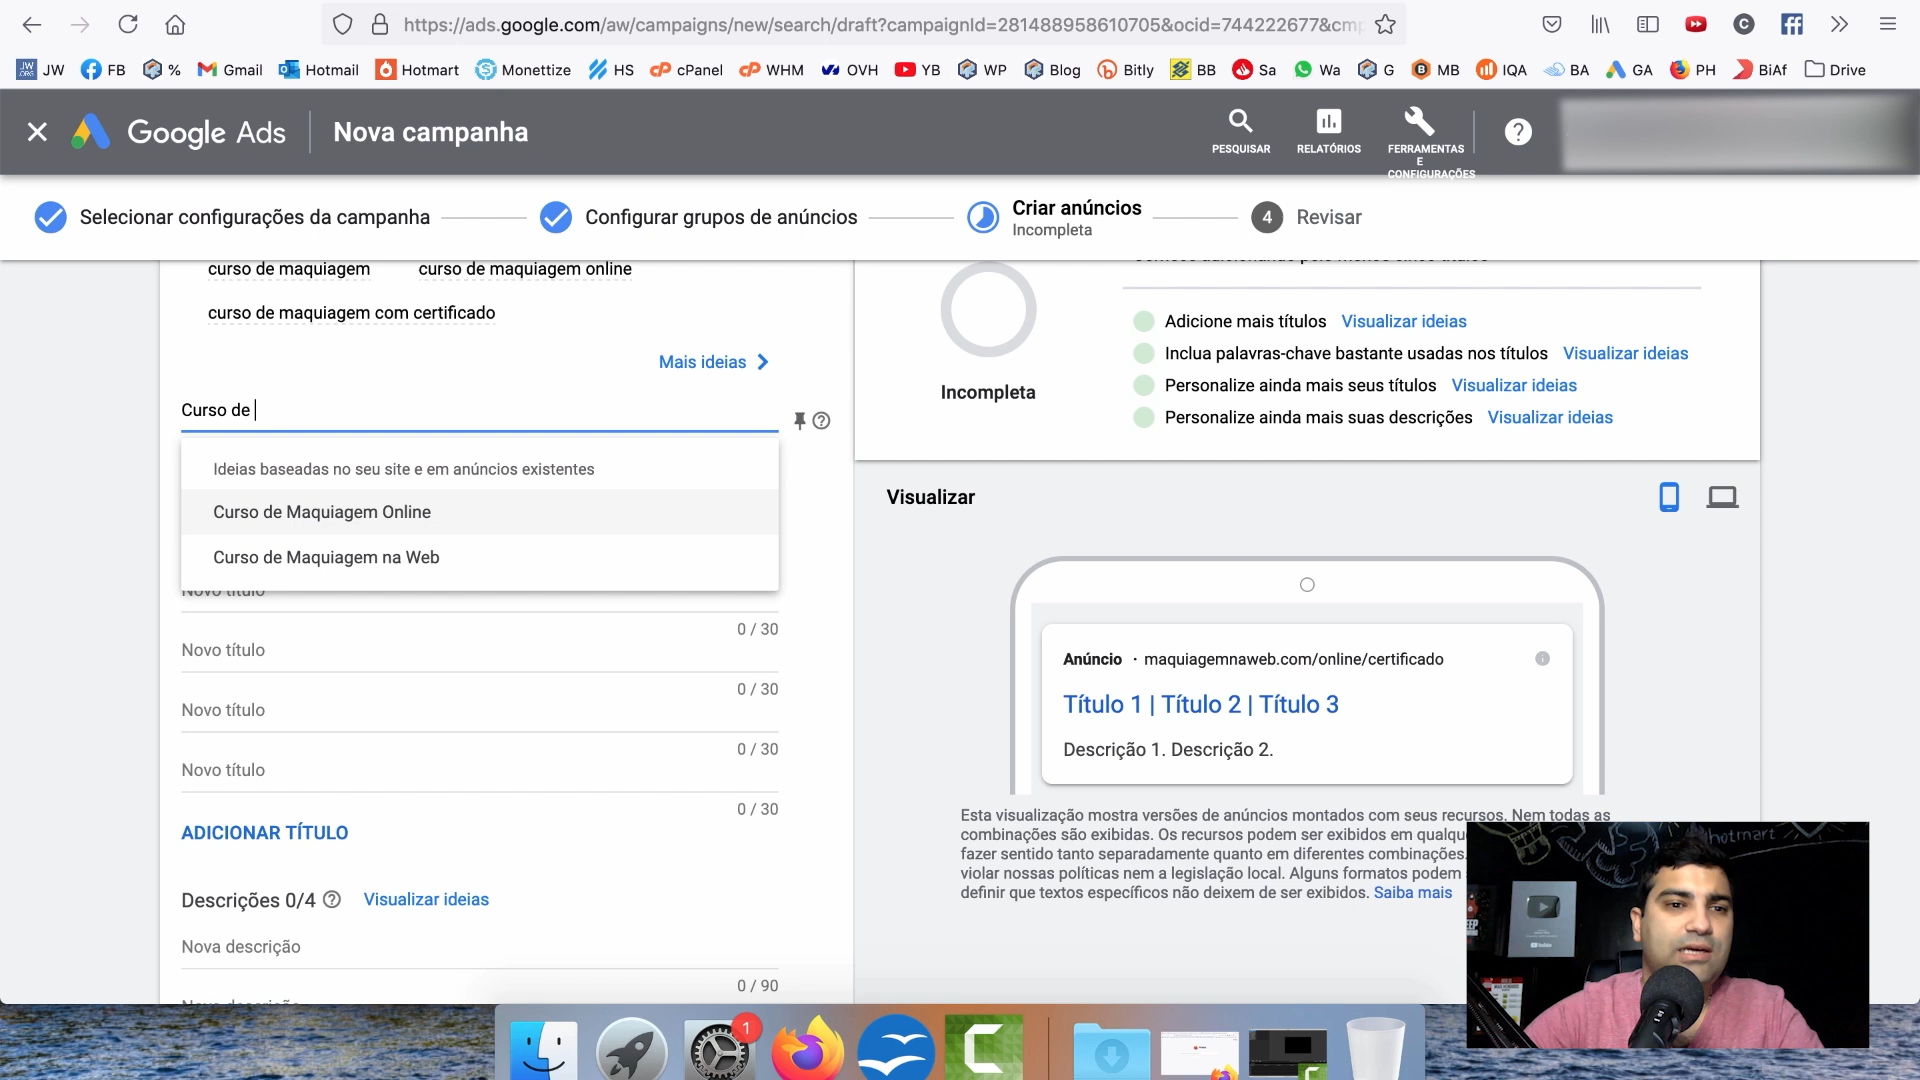 https://ads.google.com/aw/campaigns/new/search/draft?campaignId=281488958610705&ocid=744222677&cmp
JW FB % Gmail Hotmail Hotmart Monettize HS cPanel WHM OVH YB WP Blog Bitly BB Sa Wa G MB IQA BA GA PH BiAf Drive
Google Ads Nova campanha
PESQUISAR RELATÓRIOS FERRAMENTAS
E
CONFIGURAÇÕES
Selecionar configurações da campanha Configurar grupos de anúncios Criar anúncios
Incompleta
4 Revisar
curso de maquiagem curso de maquiagem online
curso de maquiagem com certificado
Mais ideias
Curso de
Ideias baseadas no seu site e em anúncios existentes
Curso de Maquiagem Online
Curso de Maquiagem na Web
Novo título
0 / 30
Novo título
0 / 30
Novo título
0 / 30
Novo título
0 / 30
ADICIONAR TÍTULO
Descrições 0/4 Visualizar ideias
Nova descrição
0 / 90
Incompleta
Adicione mais títulos Visualizar ideias
Inclua palavras-chave bastante usadas nos títulos Visualizar ideias
Personalize ainda mais seus títulos Visualizar ideias
Personalize ainda mais suas descrições Visualizar ideias
Visualizar
Anúncio · maquiagemnaweb.com/online/certificado
Título 1 | Título 2 | Título 3
Descrição 1. Descrição 2.
Esta visualização mostra versões de anúncios montados com seus recursos. Nem todas as
combinações são exibidas. Os recursos podem ser exibidos em qualqu
fazer sentido tanto separadamente quanto em diferentes combinações.
violar nossas políticas nem a legislação local. Alguns formatos podem
definir que textos específicos não deixem de ser exibidos. Saiba mais
hotmart
YouTube
1